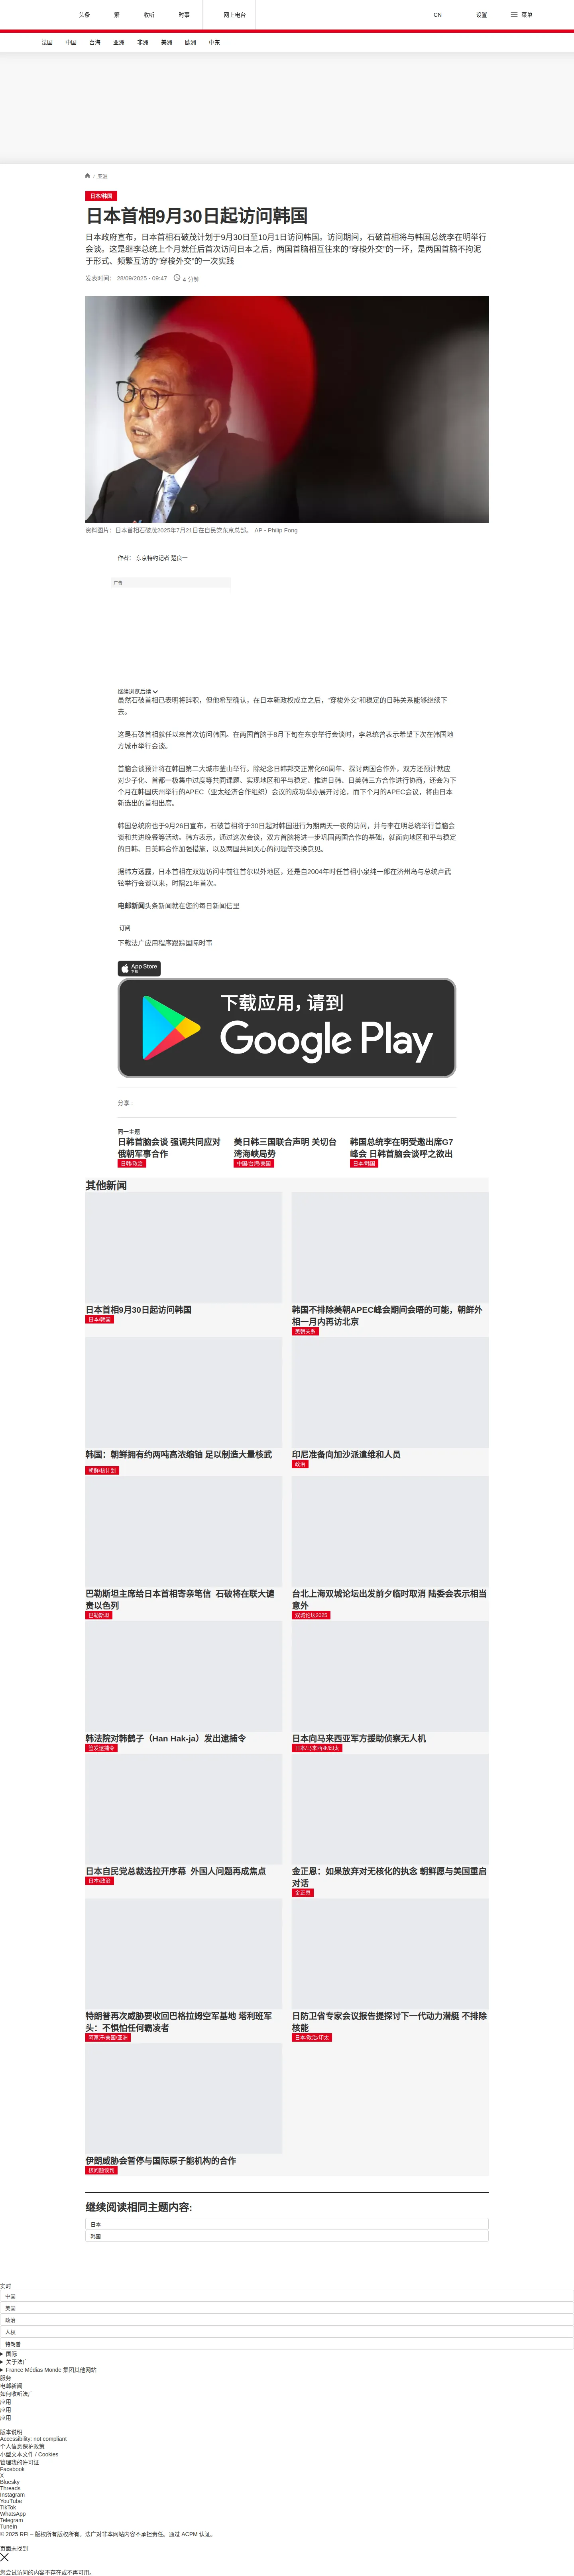 头条
繁
收听
时事
网上电台
CN
设置
菜单
法国
中国
台海
亚洲
非洲
美洲
欧洲
中东
/ 亚洲
日本/韩国
日本首相9月30日起访问韩国
日本政府宣布，日本首相石破茂计划于9月30日至10月1日访问韩国。访问期间，石破首相将与韩国总统李在明举行
会谈。这是继李总统上个月就任后首次访问日本之后，两国首脑相互往来的“穿梭外交”的一环，是两国首脑不拘泥
于形式、频繁互访的“穿梭外交”的一次实践
发表时间： 28/09/2025 - 09:47
4 分钟
资料图片：日本首相石破茂2025年7月21日在自民党东京总部。 AP - Philip Fong
作者： 东京特约记者 楚良一
广告
继续浏览后续
虽然石破首相已表明将辞职，但他希望确认，在日本新政权成立之后，“穿梭外交”和稳定的日韩关系能够继续下
去。
这是石破首相就任以来首次访问韩国。在两国首脑于8月下旬在东京举行会谈时，李总统曾表示希望下次在韩国地
方城市举行会谈。
首脑会谈预计将在韩国第二大城市釜山举行。除纪念日韩邦交正常化60周年、探讨两国合作外，双方还预计就应
对少子化、首都一极集中过度等共同课题、实现地区和平与稳定、推进日韩、日美韩三方合作进行协商，还会为下
个月在韩国庆州举行的APEC（亚太经济合作组织）会议的成功举办展开讨论，而下个月的APEC会议，将由日本
新选出的首相出席。
韩国总统府也于9月26日宣布，石破首相将于30日起对韩国进行为期两天一夜的访问，并与李在明总统举行首脑会
谈和共进晚餐等活动。韩方表示，通过这次会谈，双方首脑将进一步巩固两国合作的基础，就面向地区和平与稳定
的日韩、日美韩合作加强措施，以及两国共同关心的问题等交换意见。
据韩方透露，日本首相在双边访问中前往首尔以外地区，还是自2004年时任首相小泉纯一郎在济州岛与总统卢武
铉举行会谈以来，时隔21年首次。
电邮新闻头条新闻就在您的每日新闻信里
订阅
下载法广应用程序跟踪国际时事
App Store
下载
下载应用，请到
Google Play
分享 :
同一主题
日韩首脑会谈 强调共同应对
俄朝军事合作
日韩/政治
美日韩三国联合声明 关切台
湾海峡局势
中国/台湾/美国
韩国总统李在明受邀出席G7
峰会 日韩首脑会谈呼之欲出
日本/韩国
其他新闻
日本首相9月30日起访问韩国
日本/韩国
韩国不排除美朝APEC峰会期间会晤的可能，朝鲜外
相一月内再访北京
美朝关系
韩国：朝鲜拥有约两吨高浓缩铀 足以制造大量核武
朝鲜/核计划
印尼准备向加沙派遣维和人员
政治
巴勒斯坦主席给日本首相寄亲笔信 石破将在联大谴
责以色列
巴勒斯坦
台北上海双城论坛出发前夕临时取消 陆委会表示相当
意外
双城论坛2025
韩法院对韩鹤子（Han Hak-ja）发出逮捕令
签发逮捕令
日本向马来西亚军方援助侦察无人机
日本/马来西亚/印太
日本自民党总裁选拉开序幕 外国人问题再成焦点
日本/政治
金正恩：如果放弃对无核化的执念 朝鲜愿与美国重启
对话
金正恩
特朗普再次威胁要收回巴格拉姆空军基地 塔利班军
头：不惧怕任何霸凌者
阿富汗/美国/亚洲
日防卫省专家会议报告提探讨下一代动力潜艇 不排除
核能
日本/政治/印太
伊朗威胁会暂停与国际原子能机构的合作
核问题谈判
继续阅读相同主题内容:
日本
韩国
实时
中国
美国
政治
人权
特朗普
国际
关于法广
France Médias Monde 集团其他网站
服务
电邮新闻
如何收听法广
应用
应用
应用
版本说明
Accessibility: not compliant
个人信息保护政策
小型文本文件 / Cookies
管理我的许可证
Facebook
X
Bluesky
Threads
Instagram
YouTube
TikTok
WhatsApp
Telegram
TuneIn
© 2025 RFI – 版权所有版权所有。法广对非本网站内容不承担责任。通过 ACPM 认证。
页面未找到
您尝试访问的内容不存在或不再可用。